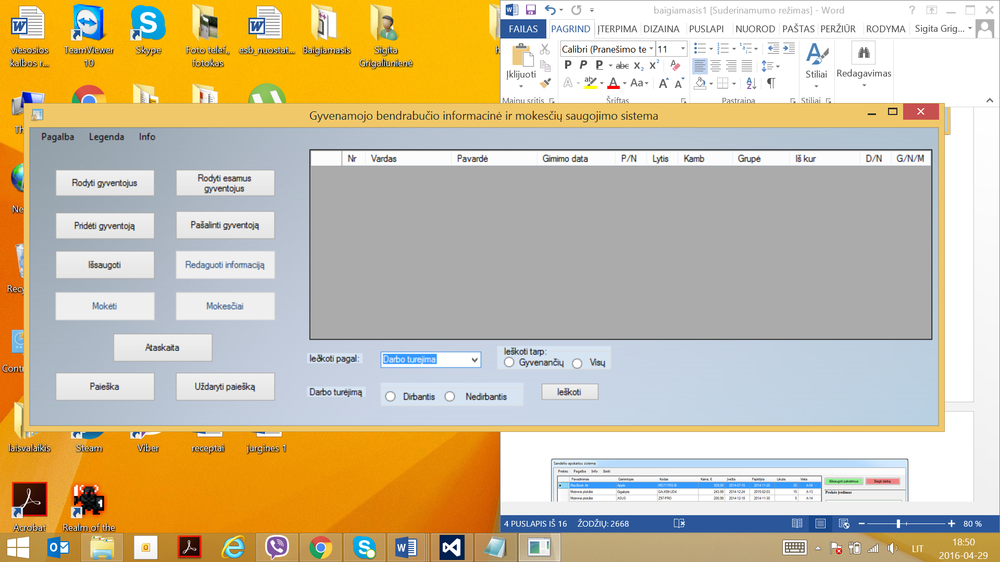 viesosios
kalbos r...
TeamViewer
10
Skype
Foto telef.,
fotokas
esb_nuostat...
Baigiamasis
Sigita
Grigaliūnienė
baigiamasis1 [Suderinamumo režimas] - Word
FAILAS
PAGRIND
ĮTERPIMA
DIZAINA
PUSLAPI
NUOROD
PAŠTAS
PERŽIŪR
RODYMA
Sigita Grig...
Įklijuoti
Calibri (Pranešimo te
11
Stiliai
Redagavimas
Mainų sritis
Šriftas
Pastraipa
Stiliai
Gyvenamojo bendrabučio informacinė ir mokesčių saugojimo sistema
Pagalba
Legenda
Info
Rodyti gyventojus
Rodyti esamus
gyventojus
Pridėti gyventoją
Pašalinti gyventoją
Išsaugoti
Redaguoti informaciją
Mokėti
Mokesčiai
Ataskaita
Paieška
Uždaryti paiešką
Nr
Vardas
Pavardė
Gimimo data
P/N
Lytis
Kamb
Grupė
Iš kur
D/N
G/N/M
Ieškoti pagal:
Darbo turejima
Ieškoti tarp:
Gyvenančių
Visų
Darbo turėjimą
Dirbantis
Nedirbantis
Ieškoti
laisvalaikis
Steam
Viber
receptai
jurgines 1
Acrobat
Realm of the
Sandėlio apskaitos sistema
Prekės
Pagalba
Info
Išeiti
Pavadinimas
Gamintojas
Kodas
Kaina, €
Įvežta
Papildyta
Likutis
Vieta
MacBook Air
Apple
MD711RS/B
929,00
2014-07-15
2014-11-20
25
A-54
Motininė plokštė
Gigabyte
GA-X99-UD4
243,99
2014-12-24
2015-02-03
15
A-13
Motininė plokštė
ASUS
Z97-PRO
200,99
2014-12-18
2014-11-30
5
A-14
Išsaugoti pakeitimus
Baigti darbą
Prekės įvedimas
4 PUSLAPIS IŠ 16
ŽODŽIŲ: 2668
80 %
LIT
18:50
2016-04-29